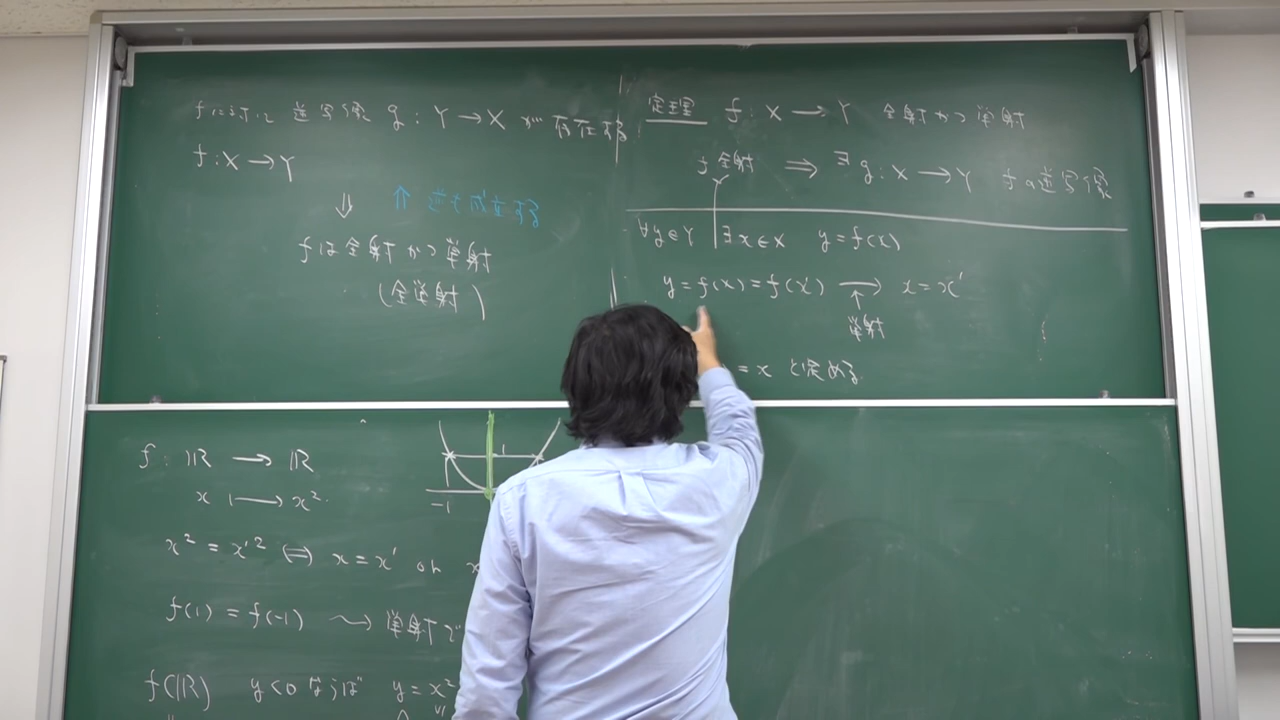 fに対して 逆写像 g : Y → X が 存在する
f : X → Y
⇓ ↑ 逆も成立する
fは全射かつ単射
(全単射)
定理 f : X → Y 全射かつ単射
f 全射 ⇒ ∃ g : X → Y fの逆写像
∀y∈Y ∃x∈X y=f(x)
y=f(x)=f(x') → x=x'
↑
単射
=x と定める
f : ℝ → ℝ
x ↦ x²
1
-1
x² = x'² ⇔ x=x' or x
f(1) = f(-1) ⇝ 単射で
f(ℝ) y<0 ならば y = x²